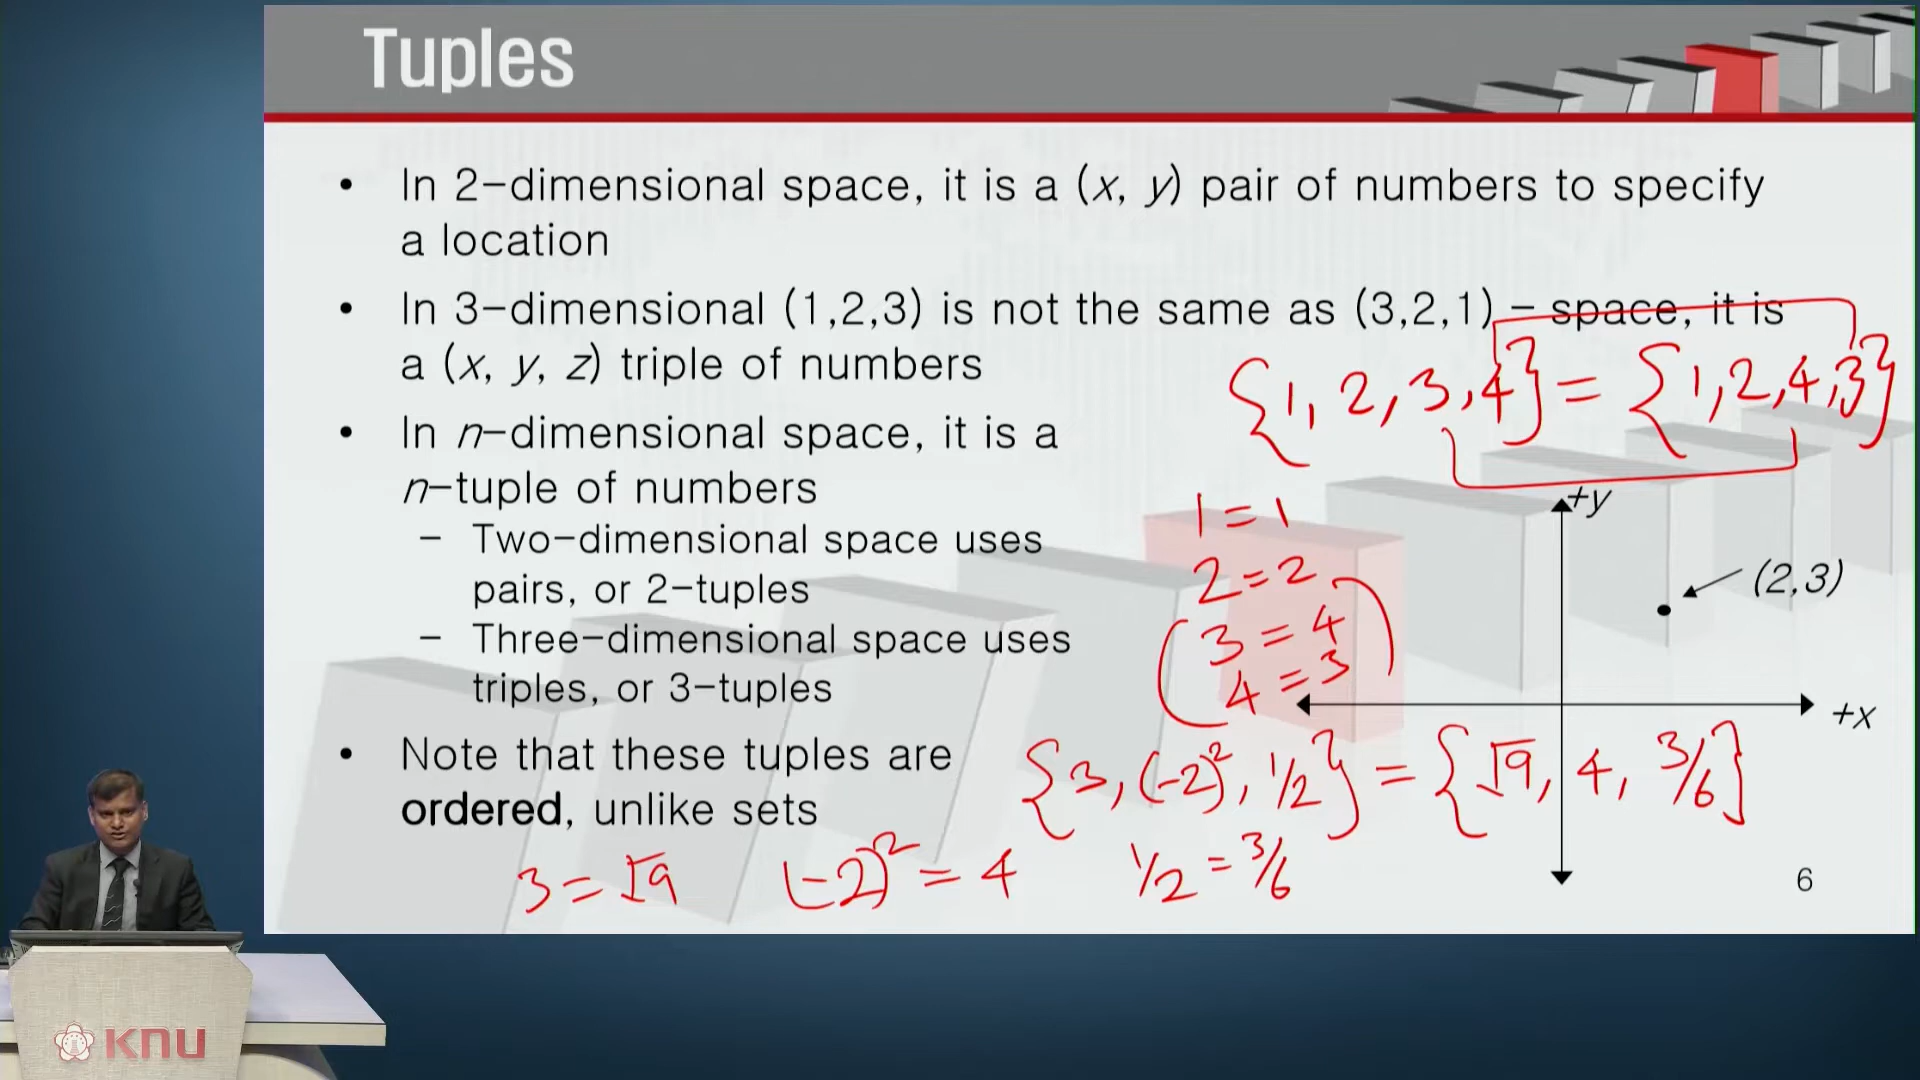 Tuples
• In 2-dimensional space, it is a (x, y) pair of numbers to specify
a location
• In 3-dimensional (1,2,3) is not the same as (3,2,1) – space, it is
a (x, y, z) triple of numbers
{1, 2, 3, 4} = {1, 2, 4, 3}
• In n-dimensional space, it is a
n-tuple of numbers
– Two-dimensional space uses
pairs, or 2-tuples
– Three-dimensional space uses
triples, or 3-tuples
• Note that these tuples are
ordered, unlike sets
1 = 1
2 = 2
3 = 4
4 = 3
+y
(2,3)
+x
{3, (-2)², 1/2} = {√9, 4, 3/6}
3 = √9 (-2)² = 4 1/2 = 3/6
6
KNU